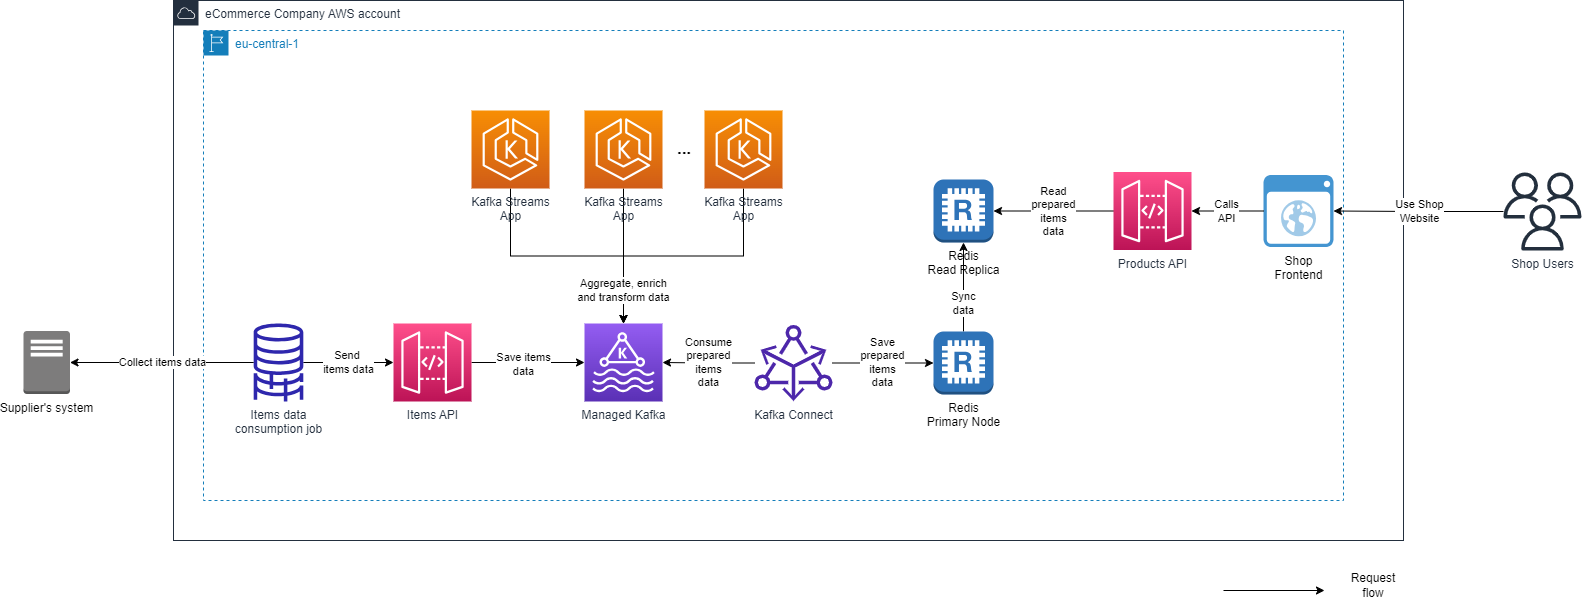 eCommerce Company AWS account
eu-central-1
K
K
...
K
Kafka Streams
App
Kafka Streams
App
Kafka Streams
App
Aggregate, enrich
and transform data
Supplier's system
Collect items data
Items data
consumption job
Send
items data
</>
Items API
Save items
data
K
Managed Kafka
Consume
prepared
items
data
Kafka Connect
Save
prepared
items
data
R
Redis
Primary Node
Sync
data
R
Redis
Read Replica
Read
prepared
items
data
</>
Products API
Calls
API
Shop
Frontend
Use Shop
Website
Shop Users
Request
flow